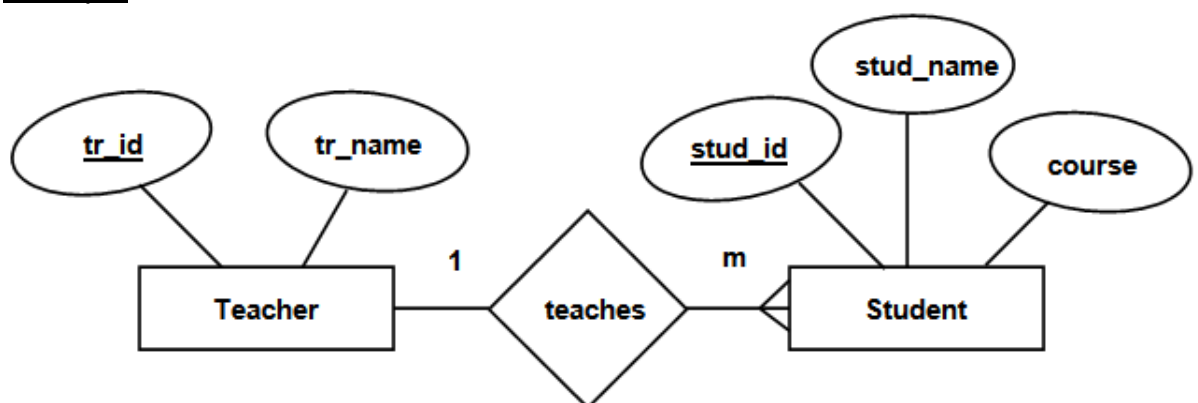 stud_name
tr_id
tr_name
stud_id
course
1
m
Teacher
teaches
Student